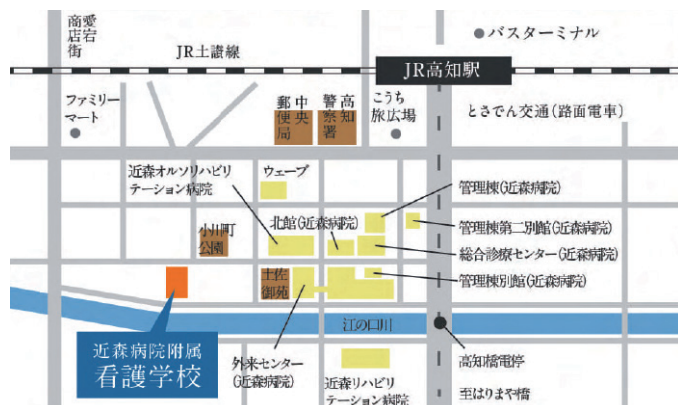 愛宕
商店街
JR土讃線
バスターミナル
JR高知駅
ファミリー
マート
中央
郵便局
高知
警察署
こうち
旅広場
とさでん交通(路面電車)
近森オルソリハビリ
テーション病院
ウェーブ
管理棟(近森病院)
小川町
公園
北館(近森病院)
管理棟第二別館(近森病院)
総合診療センター(近森病院)
管理棟別館(近森病院)
土佐
御苑
江の口川
近森病院附属
看護学校
外来センター
(近森病院)
近森リハビリ
テーション病院
高知橋電停
至はりまや橋